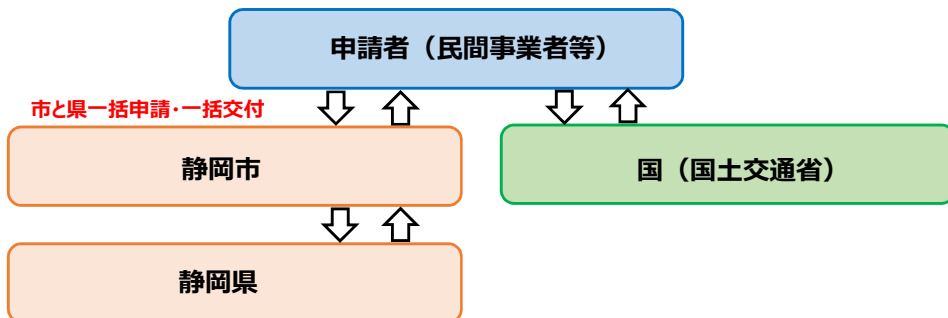 申請者（民間事業者等）
市と県一括申請・一括交付
静岡市
国（国土交通省）
静岡県